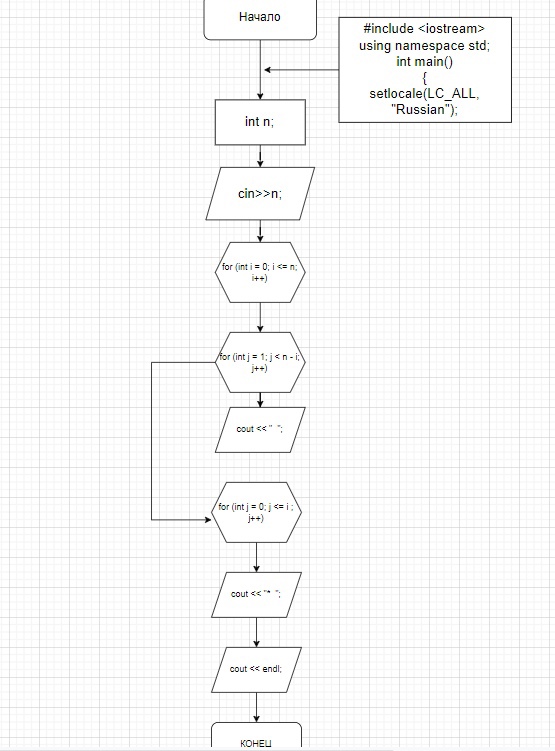 Начало
#include <iostream>
using namespace std;
int main()
{
setlocale(LC_ALL,
"Russian");
int n;
cin>>n;
for (int i = 0; i <= n;
i++)
for (int j = 1; j < n - i;
j++)
cout << "  ";
for (int j = 0; j <= i ;
j++)
cout << "*  ";
cout << endl;
КОНЕЦ